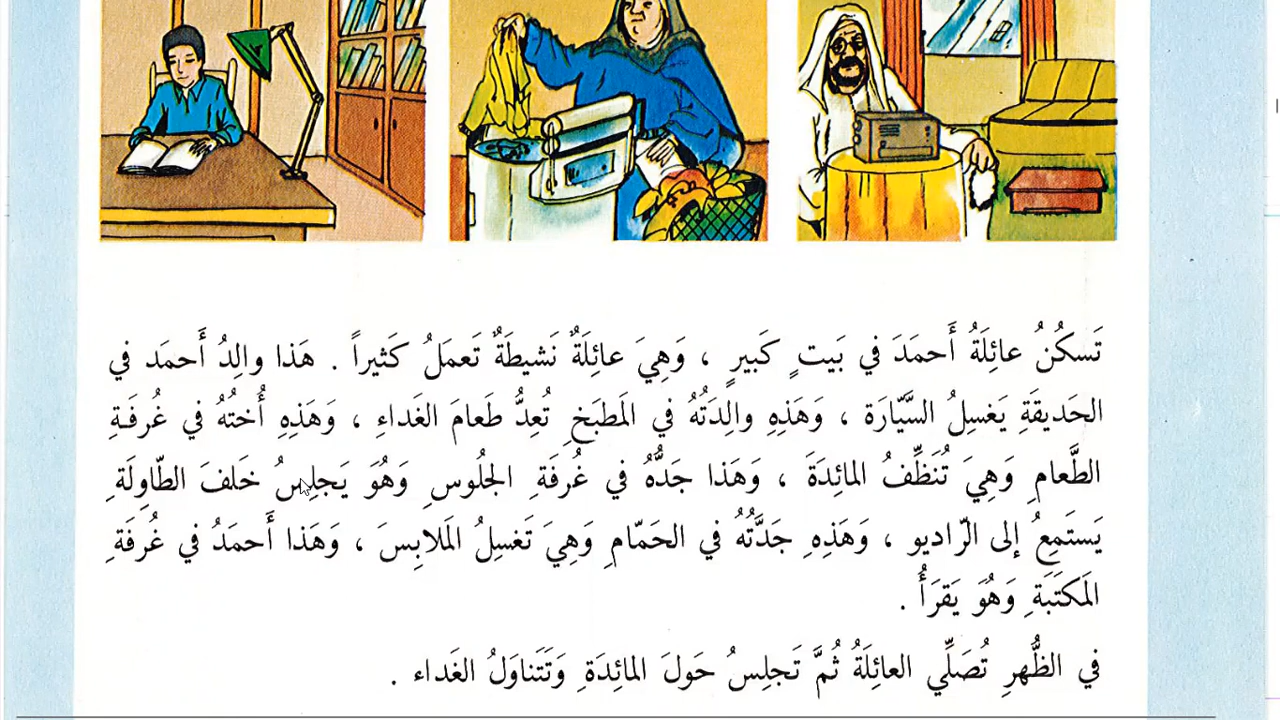 تَسكُنُ عائِلَةُ أَحمَدَ في بَيتٍ كَبيرٍ ، وَهِيَ عائِلَةٌ نَشيطَةٌ تَعمَلُ كَثيراً . هَذا والِدُ أَحمَد في
الحَديقَةِ يَغسِلُ السَّيّارَة ، وَهَذِهِ والِدَتُهُ في المَطبَخِ تُعِدُّ طَعامَ الغَداءِ ، وَهَذِهِ أُختُهُ في غُرفَةِ
الطَّعامِ وَهِيَ تُنَظِّفُ المائِدَةَ ، وَهَذا جَدُّهُ في غُرفَةِ الجُلُوسِ وَهُوَ يَجلِسُ خَلفَ الطّاوِلَةِ
يَستَمِعُ إلى الرّاديو ، وَهَذِهِ جَدَّتُهُ في الحَمّامِ وَهِيَ تَغسِلُ المَلابِسَ ، وَهَذا أَحمَدُ في غُرفَةِ
المَكتَبَةِ وَهُوَ يَقرَأُ .
في الظُّهرِ تُصَلِّي العائِلَةُ ثُمَّ تَجلِسُ حَولَ المائِدَةِ وَتَتَناوَلُ الغَداء .